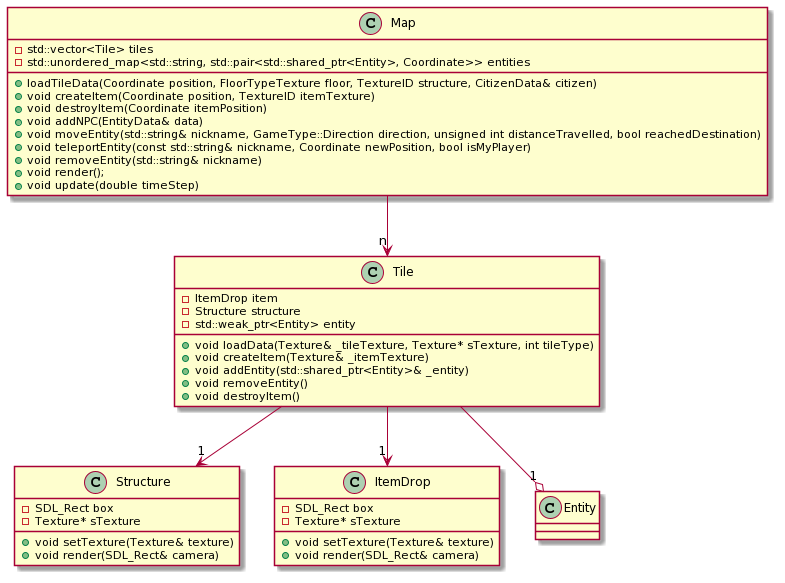 C Map
std::vector<Tile> tiles
std::unordered_map<std::string, std::pair<std::shared_ptr<Entity>, Coordinate>> entities
loadTileData(Coordinate position, FloorTypeTexture floor, TextureID structure, CitizenData& citizen)
void createItem(Coordinate position, TextureID itemTexture)
void destroyItem(Coordinate itemPosition)
void addNPC(EntityData& data)
void moveEntity(std::string& nickname, GameType::Direction direction, unsigned int distanceTravelled, bool reachedDestination)
void teleportEntity(const std::string& nickname, Coordinate newPosition, bool isMyPlayer)
void removeEntity(std::string& nickname)
void render();
void update(double timeStep)
n
C Tile
ItemDrop item
Structure structure
std::weak_ptr<Entity> entity
void loadData(Texture& _tileTexture, Texture* sTexture, int tileType)
void createItem(Texture& _itemTexture)
void addEntity(std::shared_ptr<Entity>& _entity)
void removeEntity()
void destroyItem()
1
C Structure
SDL_Rect box
Texture* sTexture
void setTexture(Texture& texture)
void render(SDL_Rect& camera)
1
C ItemDrop
SDL_Rect box
Texture* sTexture
void setTexture(Texture& texture)
void render(SDL_Rect& camera)
1
C Entity